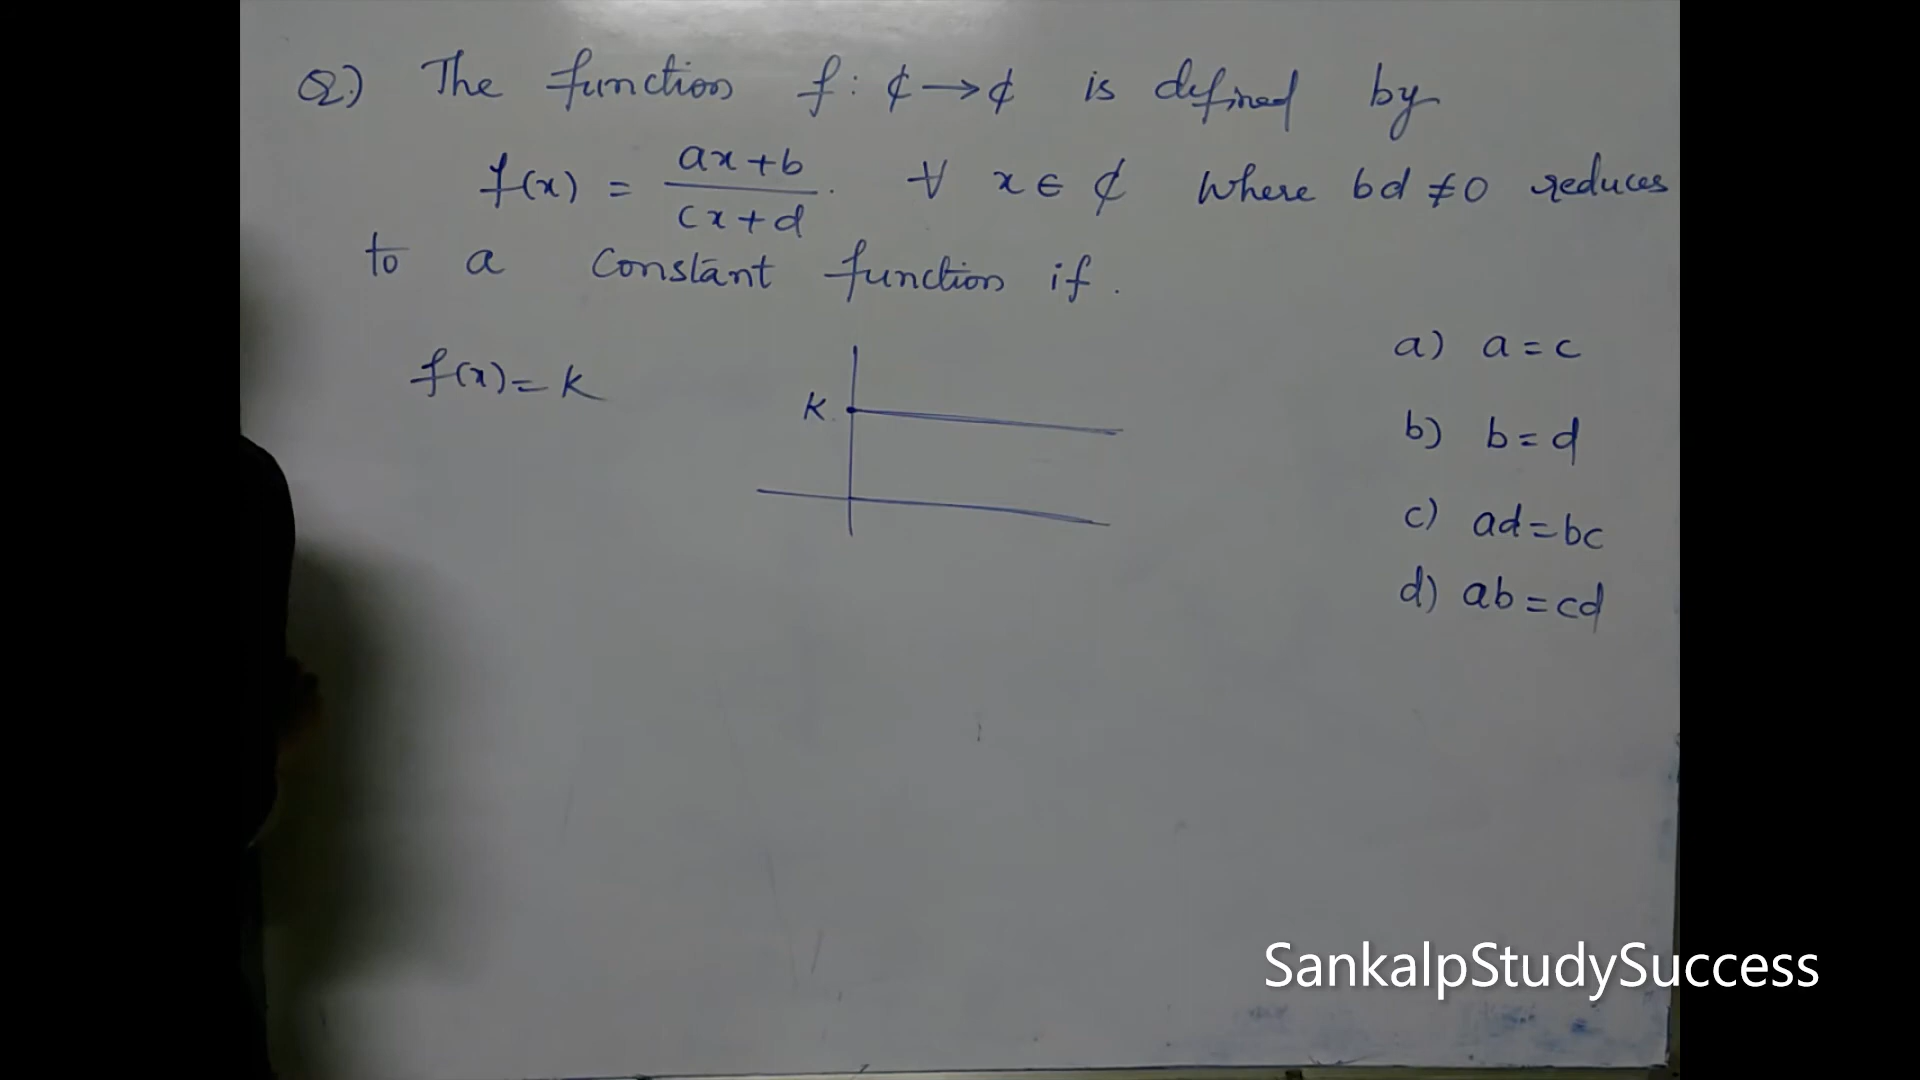 Q.) The function f: ₵→₵ is defined by
f(x) = ax+b / cx+d . ∀ x ∈ ₵ where bd ≠ 0 reduces
to a constant function if .
f(x) = K
K.
a) a = c
b) b = d
c) ad = bc
d) ab = cd
SankalpStudySuccess